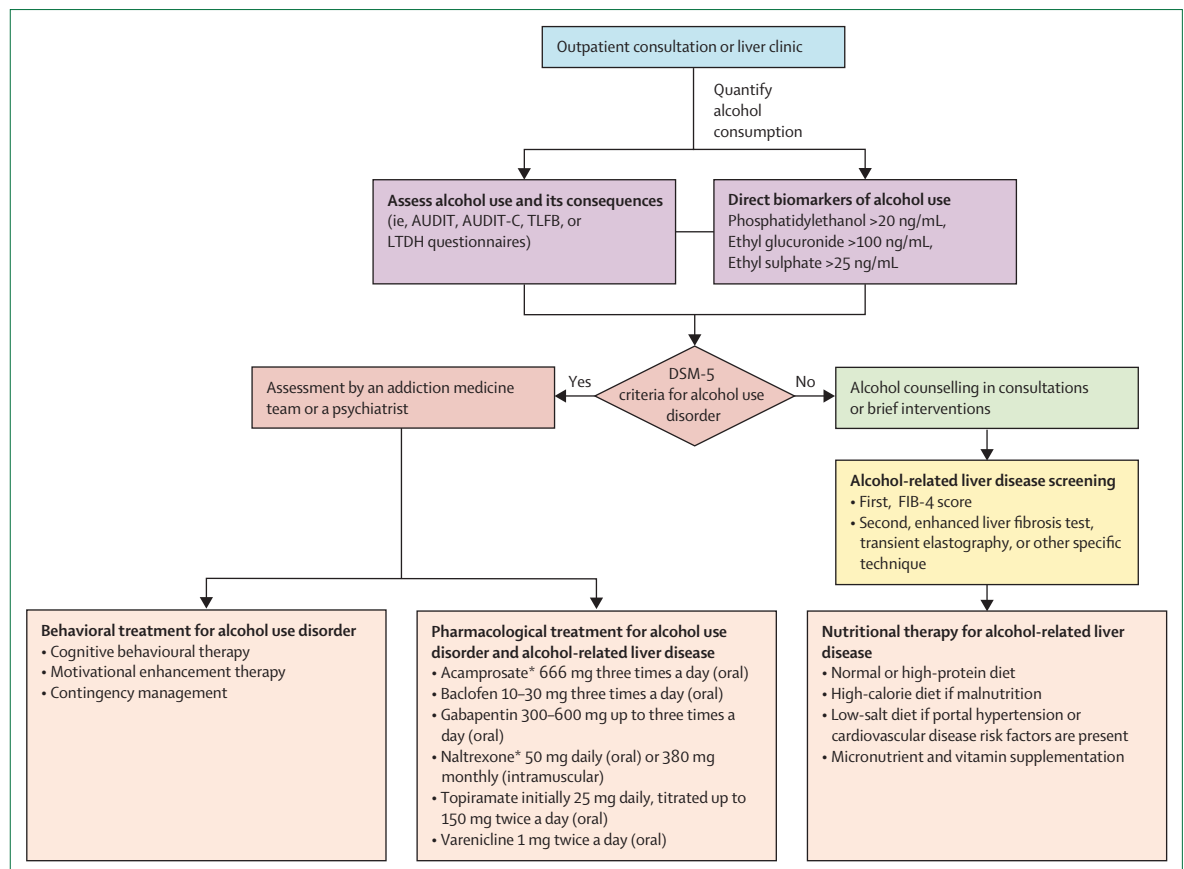 Outpatient consultation or liver clinic
Quantify
alcohol
consumption
Assess alcohol use and its consequences
(ie, AUDIT, AUDIT-C, TLFB, or
LTDH questionnaires)
Direct biomarkers of alcohol use
Phosphatidylethanol >20 ng/mL,
Ethyl glucuronide >100 ng/mL,
Ethyl sulphate >25 ng/mL
Assessment by an addiction medicine
team or a psychiatrist
Yes
DSM-5
criteria for alcohol use
disorder
No
Alcohol counselling in consultations
or brief interventions
Alcohol-related liver disease screening
• First, FIB-4 score
• Second, enhanced liver fibrosis test,
transient elastography, or other specific
technique
Behavioral treatment for alcohol use disorder
• Cognitive behavioural therapy
• Motivational enhancement therapy
• Contingency management
Pharmacological treatment for alcohol use
disorder and alcohol-related liver disease
• Acamprosate* 666 mg three times a day (oral)
• Baclofen 10–30 mg three times a day (oral)
• Gabapentin 300–600 mg up to three times a
day (oral)
• Naltrexone* 50 mg daily (oral) or 380 mg
monthly (intramuscular)
• Topiramate initially 25 mg daily, titrated up to
150 mg twice a day (oral)
• Varenicline 1 mg twice a day (oral)
Nutritional therapy for alcohol-related liver
disease
• Normal or high-protein diet
• High-calorie diet if malnutrition
• Low-salt diet if portal hypertension or
cardiovascular disease risk factors are present
• Micronutrient and vitamin supplementation